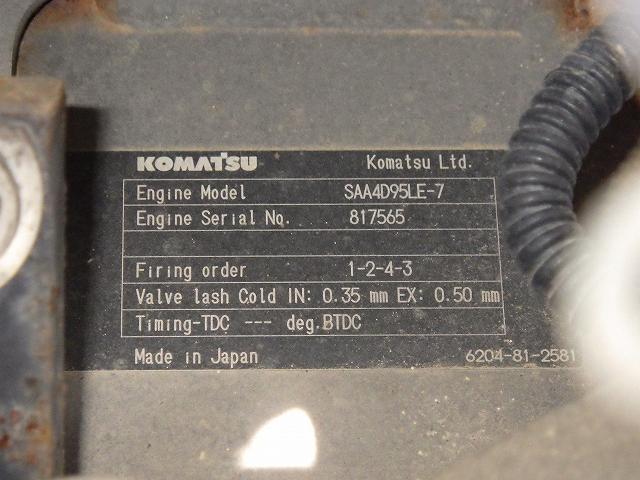 KOMATSU Komatsu Ltd.
Engine Model SAA4D95LE-7
Engine Serial No. 817565
Firing order 1-2-4-3
Valve lash Cold IN: 0.35 mm EX: 0.50 mm
Timing-TDC --- deg.BTDC
Made in Japan 6204-81-2581